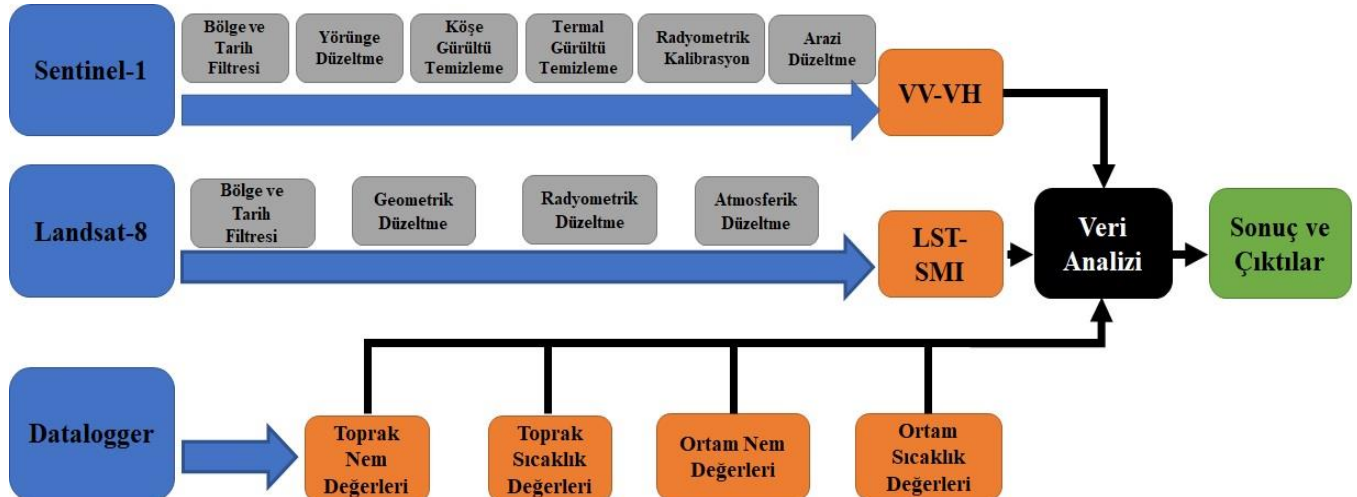 Sentinel-1
Bölge ve
Tarih
Filtresi
Yörünge
Düzeltme
Köşe
Gürültü
Temizleme
Termal
Gürültü
Temizleme
Radyometrik
Kalibrasyon
Arazi
Düzeltme
VV-VH
Landsat-8
Bölge ve
Tarih
Filtresi
Geometrik
Düzeltme
Radyometrik
Düzeltme
Atmosferik
Düzeltme
LST-
SMI
Veri
Analizi
Sonuç ve
Çıktılar
Datalogger
Toprak
Nem
Değerleri
Toprak
Sıcaklık
Değerleri
Ortam Nem
Değerleri
Ortam
Sıcaklık
Değerleri